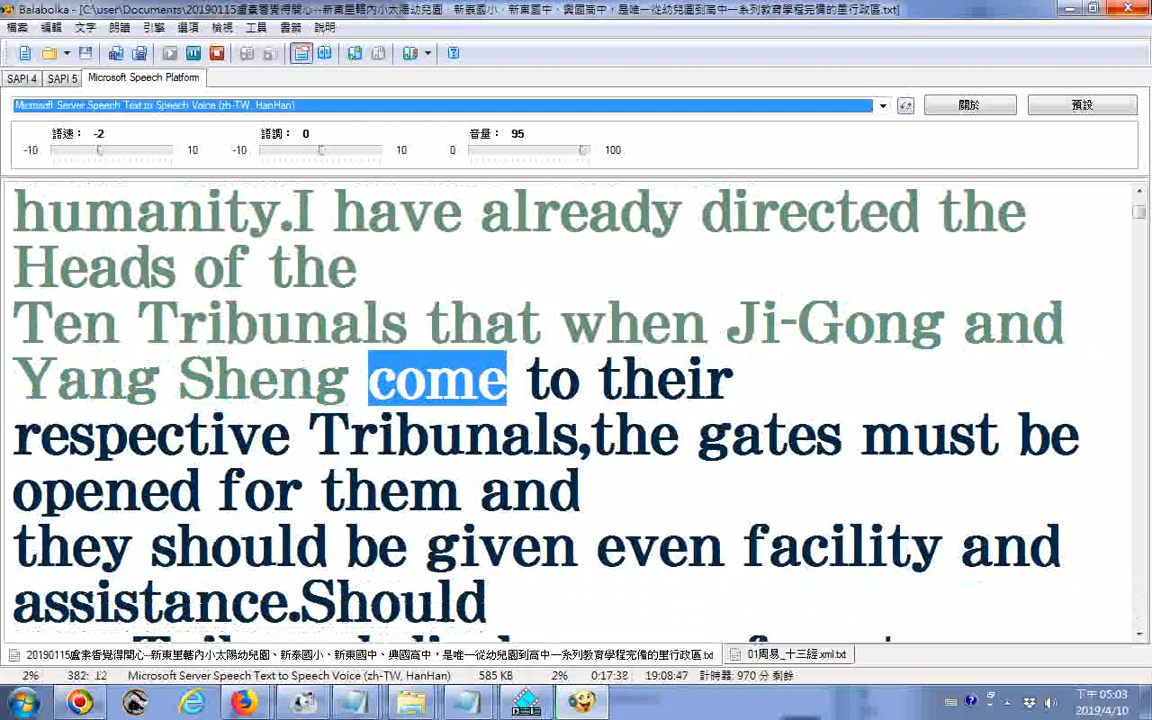 Balabolka - [C:\user\Documents\20190115盧素香覺得開心--新東里轄內小太陽幼兒園、新泰國小、新東國中、興國高中，是唯一從幼兒園到高中一系列教育學程完備的里行政區.txt]
檔案 編輯 文字 朗讀 引擎 選項 檢視 工具 書籤 說明
SAPI 4 SAPI 5 Microsoft Speech Platform
Microsoft Server Speech Text to Speech Voice (zh-TW, HanHan) 關於 預設
語速： -2 語調： 0 音量： 95
-10 10 -10 10 0 100
humanity.I have already directed the
Heads of the
Ten Tribunals that when Ji-Gong and
Yang Sheng come to their
respective Tribunals,the gates must be
opened for them and
they should be given even facility and
assistance.Should
20190115盧素香覺得開心--新東里轄內小太陽幼兒園、新泰國小、新東國中、興國高中，是唯一從幼兒園到高中一系列教育學程完備的里行政區.txt 01周易_十三經.xml.txt
2% 382: 12 Microsoft Server Speech Text to Speech Voice (zh-TW, HanHan) 585 KB 2% 0:17:38 19:08:47 計時器: 970 分 剩餘
下午 05:03
2019/4/10